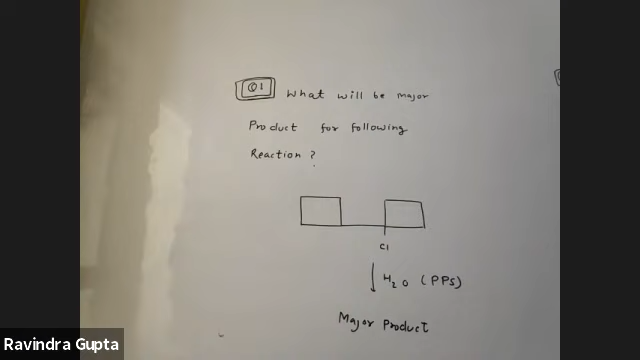 Q1 What will be major
Product for following
Reaction ?
Cl
H2O (PPS)
Major Product
Ravindra Gupta